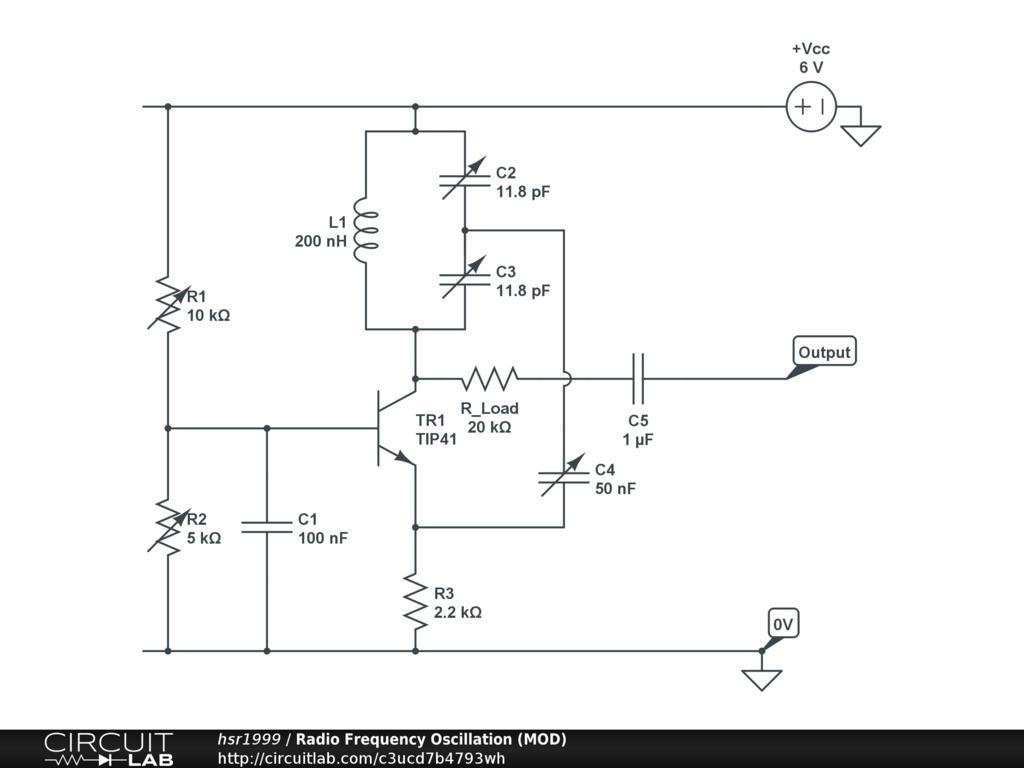 +Vcc
6 V
C2
11.8 pF
L1
200 nH
C3
11.8 pF
R1
10 kΩ
Output
R_Load
20 kΩ
TR1
TIP41
C5
1 µF
C4
50 nF
R2
5 kΩ
C1
100 nF
R3
2.2 kΩ
0V
CIRCUIT
LAB
hsr1999 / Radio Frequency Oscillation (MOD)
http://circuitlab.com/c3ucd7b4793wh